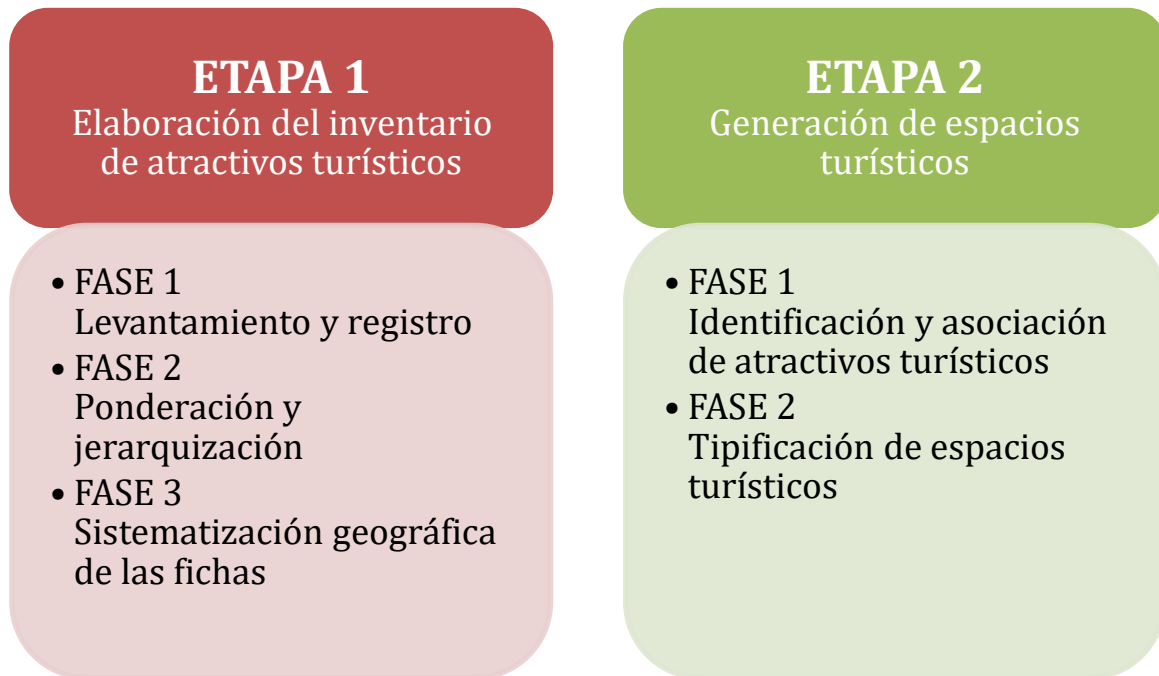 ETAPA 1
Elaboración del inventario
de atractivos turísticos
• FASE 1
Levantamiento y registro
• FASE 2
Ponderación y
jerarquización
• FASE 3
Sistematización geográfica
de las fichas
ETAPA 2
Generación de espacios
turísticos
• FASE 1
Identificación y asociación
de atractivos turísticos
• FASE 2
Tipificación de espacios
turísticos